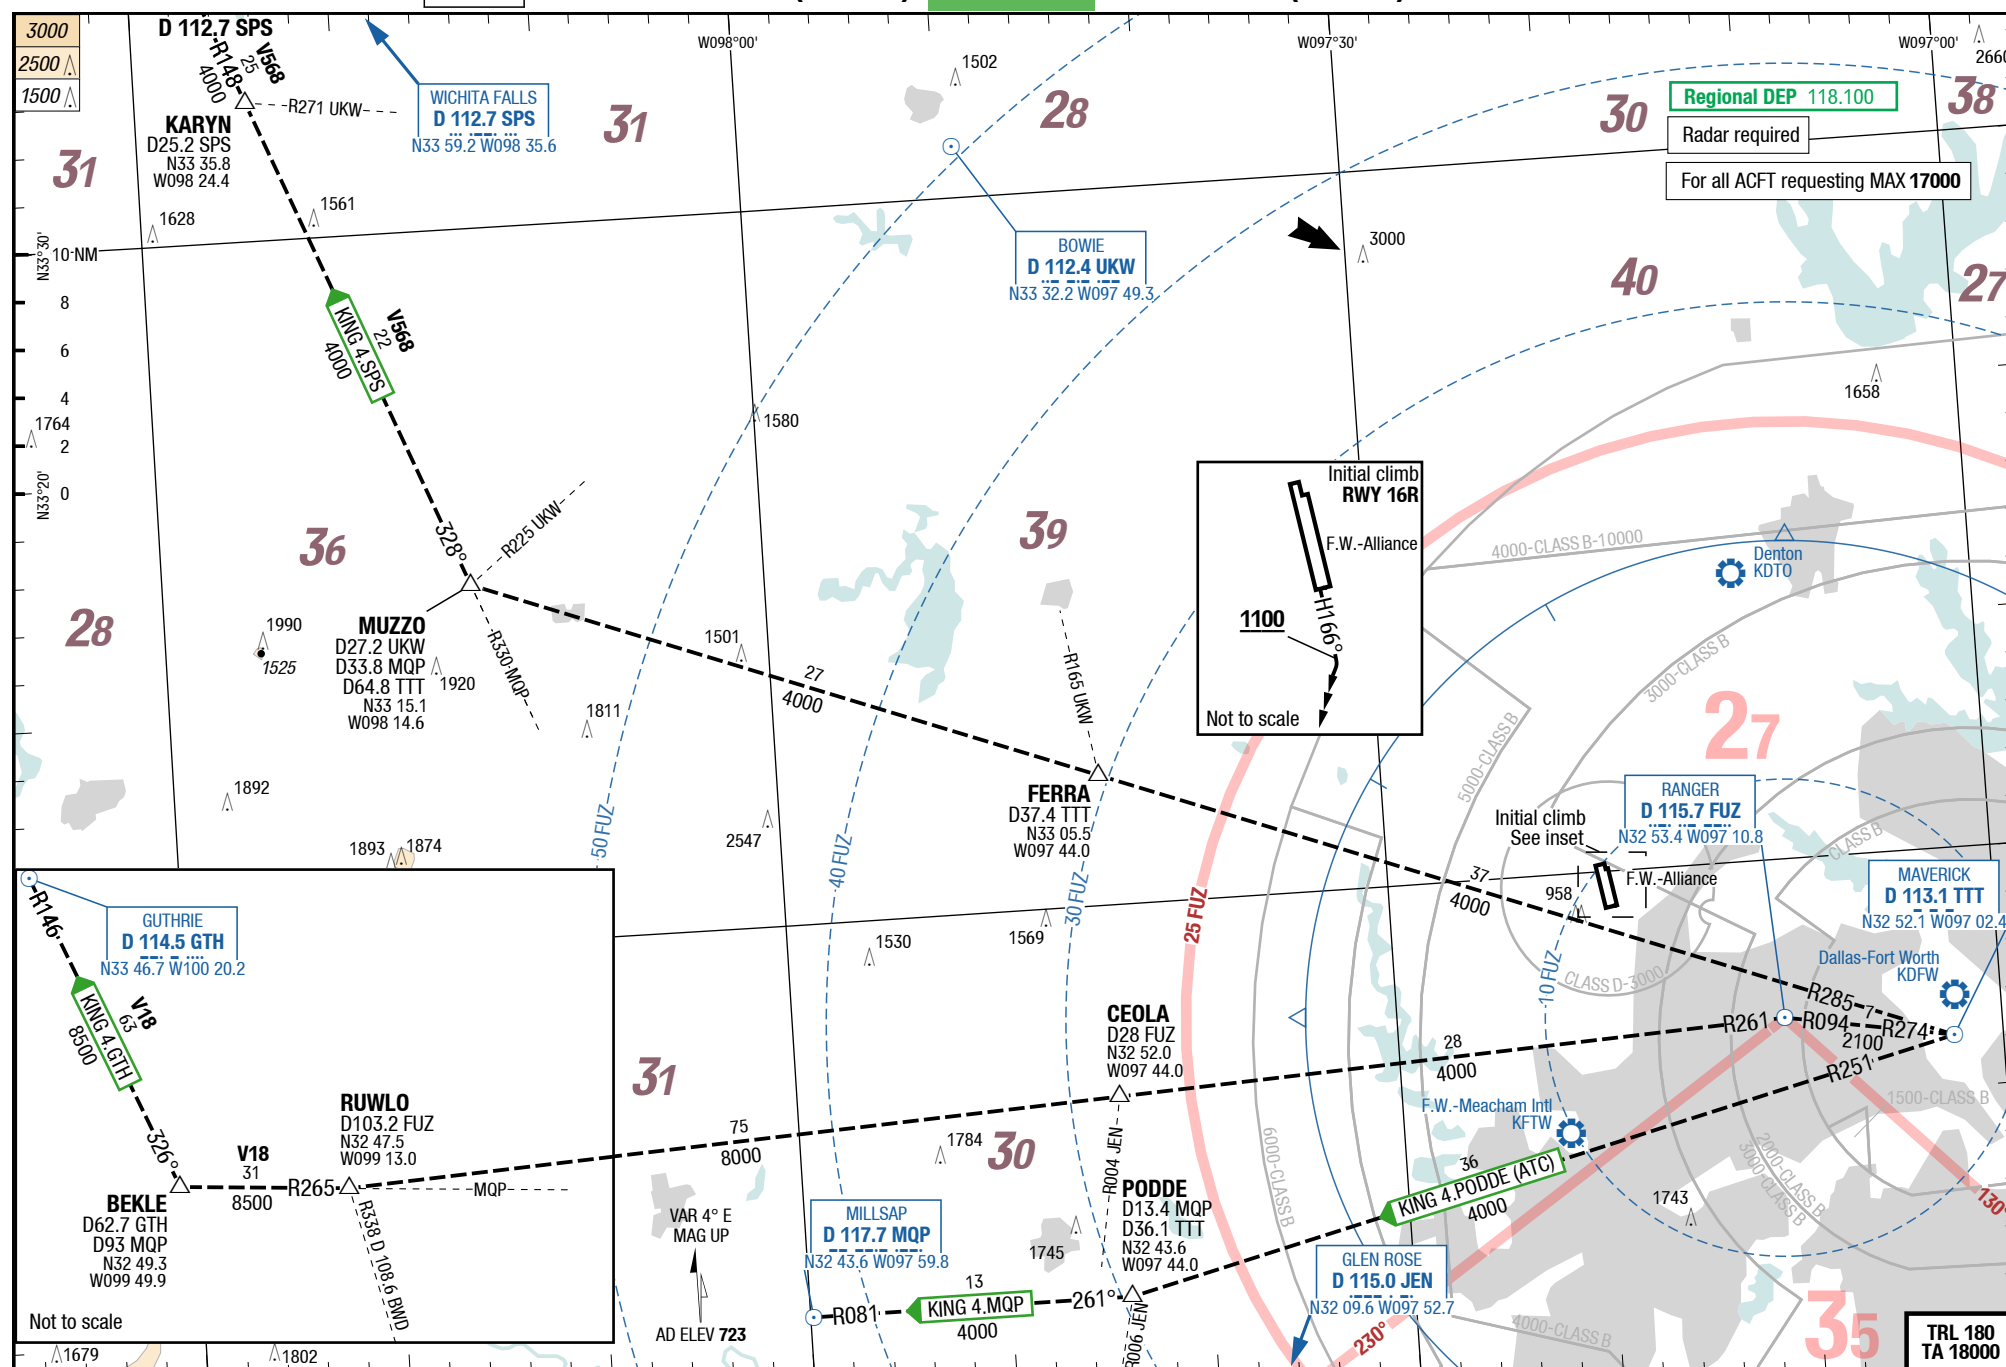 3000
2500
1500
D 112.7 SPS
R148
25
V568
4000
R271 UKW
KARYN
D25.2 SPS
N33 35.8
W098 24.4
WICHITA FALLS
D 112.7 SPS
N33 59.2 W098 35.6
W098°00'
W097°30'
W097°00'
1502
31
28
30
38
Regional DEP 118.100
Radar required
For all ACFT requesting MAX 17000
31
1628
1561
N33°30'
10 NM
8
6
4
2
0
N33°20'
BOWIE
D 112.4 UKW
N33 32.2 W097 49.3
3000
40
27
V568
22
KING 4.SPS
4000
1764
1580
1658
328°
R225 UKW
36
39
Initial climb
RWY 16R
F.W.-Alliance
H166°
1100
Not to scale
4000-CLASS B-10000
Denton
KDTO
28
1990
1525
MUZZO
D27.2 UKW
D33.8 MQP
D64.8 TTT
N33 15.1
W098 14.6
R330 MQP
1920
1501
27
4000
R165 UKW
3000-CLASS B
5000-CLASS B
27
1811
1892
1893
1874
2547
50 FUZ
40 FUZ
30 FUZ
25 FUZ
10 FUZ
FERRA
D37.4 TTT
N33 05.5
W097 44.0
Initial climb
See inset
RANGER
D 115.7 FUZ
N32 53.4 W097 10.8
CLASS B
F.W.-Alliance
958
37
4000
MAVERICK
D 113.1 TTT
N32 52.1 W097 02.4
Dallas-Fort Worth
KDFW
CLASS D-3000
1530
1569
R146
GUTHRIE
D 114.5 GTH
N33 46.7 W100 20.2
V18
63
KING 4.GTH
8500
326°
V18
31
8500
R265
BEKLE
D62.7 GTH
D93 MQP
N32 49.3
W099 49.9
RUWLO
D103.2 FUZ
N32 47.5
W099 13.0
MQP
R338 D 108.6 BWD
Not to scale
R285
7
R261
R094
R274
2100
R251
CEOLA
D28 FUZ
N32 52.0
W097 44.0
28
4000
31
75
8000
1784
30
R004 JEN
F.W.-Meacham Intl
KFTW
1500-CLASS B
2000-CLASS B
3000-CLASS B
6000-CLASS B
130°
36
KING 4.PODDE (ATC)
4000
1743
PODDE
D13.4 MQP
D36.1 TTT
N32 43.6
W097 44.0
VAR 4° E
MAG UP
AD ELEV 723
MILLSAP
D 117.7 MQP
N32 43.6 W097 59.8
1745
R081
13
KING 4.MQP
4000
261°
R006 JEN
GLEN ROSE
D 115.0 JEN
N32 09.6 W097 52.7
230°
4000-CLASS B
35
TRL 180
TA 18000
1679
1802